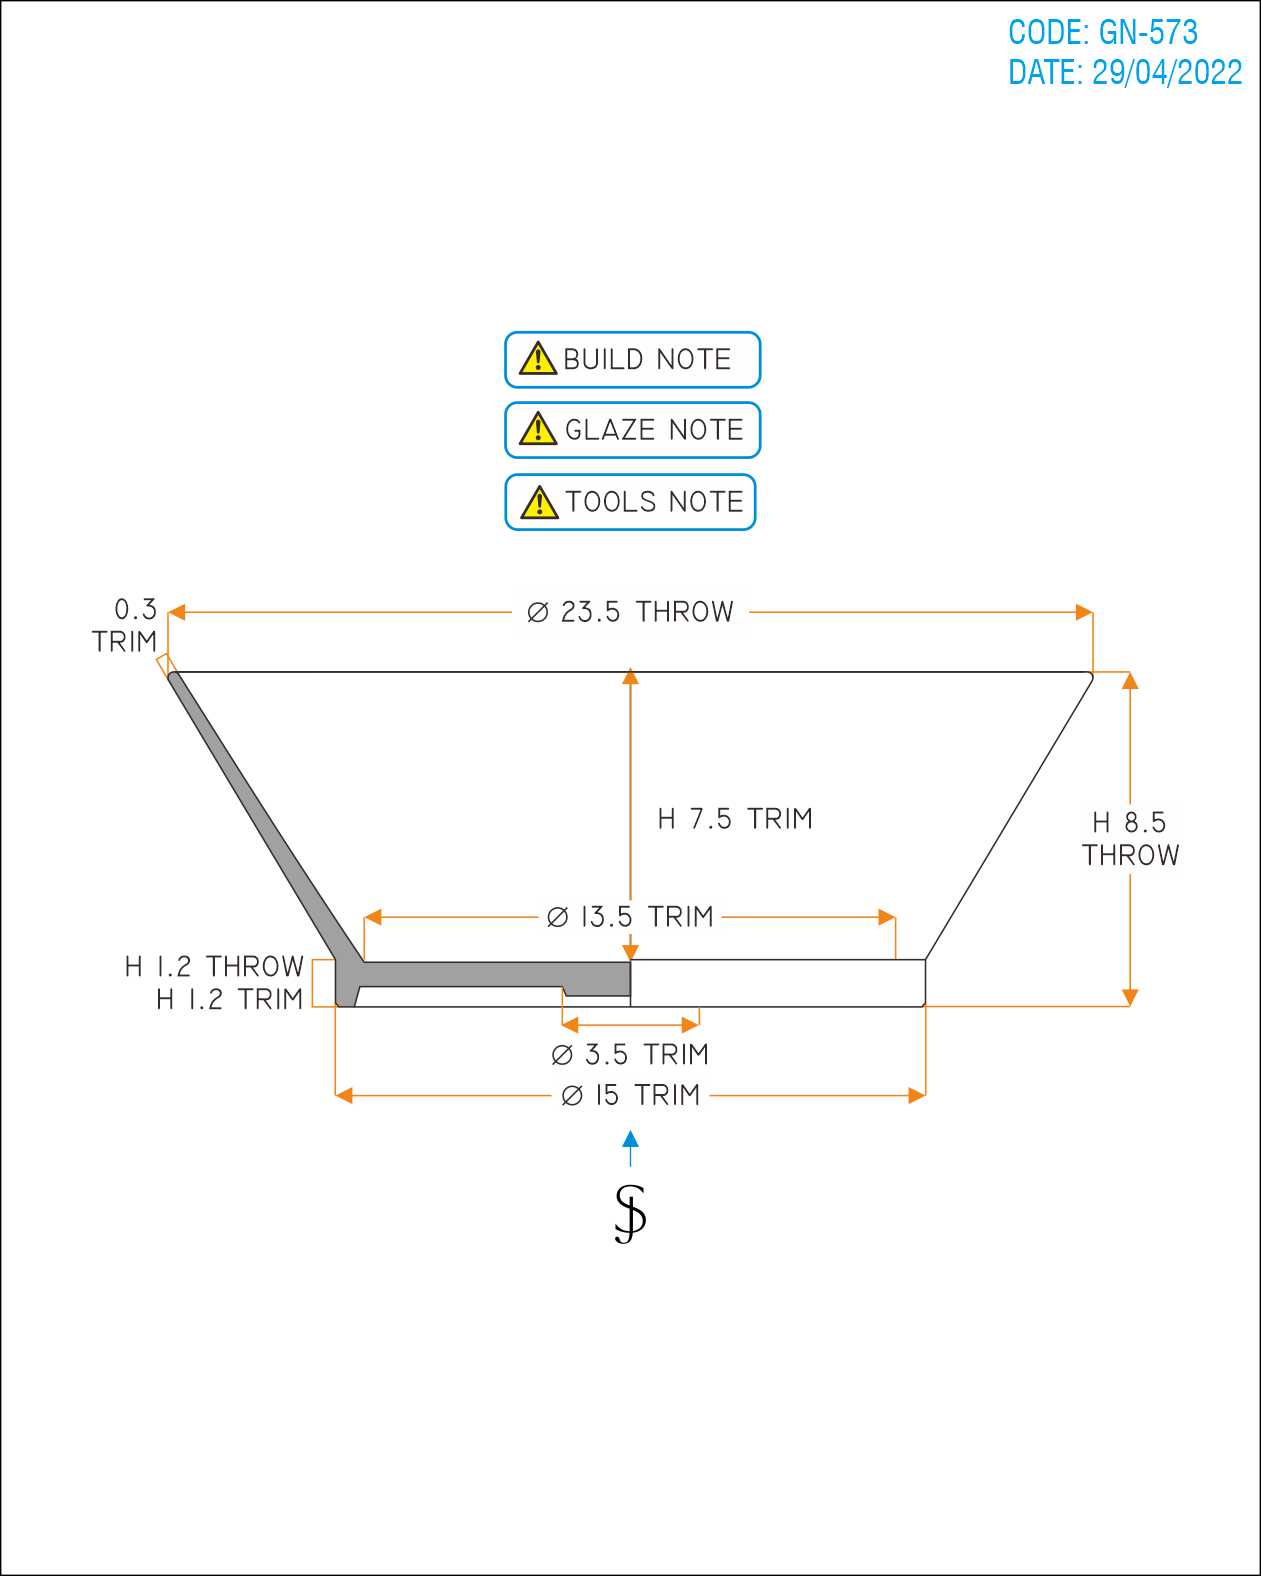 CODE: GN-573
DATE: 29/04/2022
BUILD NOTE
GLAZE NOTE
TOOLS NOTE
0.3
TRIM
Ø 23.5 THROW
H 7.5 TRIM
H 8.5
THROW
Ø 13.5 TRIM
H 1.2 THROW
H 1.2 TRIM
Ø 3.5 TRIM
Ø 15 TRIM